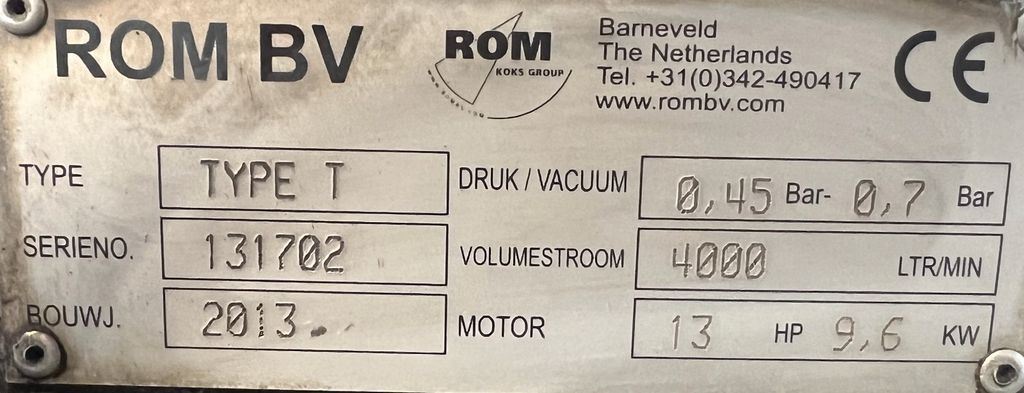 ROM BV
ROM
KOKS GROUP
Barneveld
The Netherlands
Tel. +31(0)342-490417
www.rombv.com
CE
TYPE TYPE T
DRUK / VACUUM 0,45 Bar- 0,7 Bar
SERIENO. 131702
VOLUMESTROOM 4000 LTR/MIN
BOUWJ. 2013
MOTOR 13 HP 9,6 KW